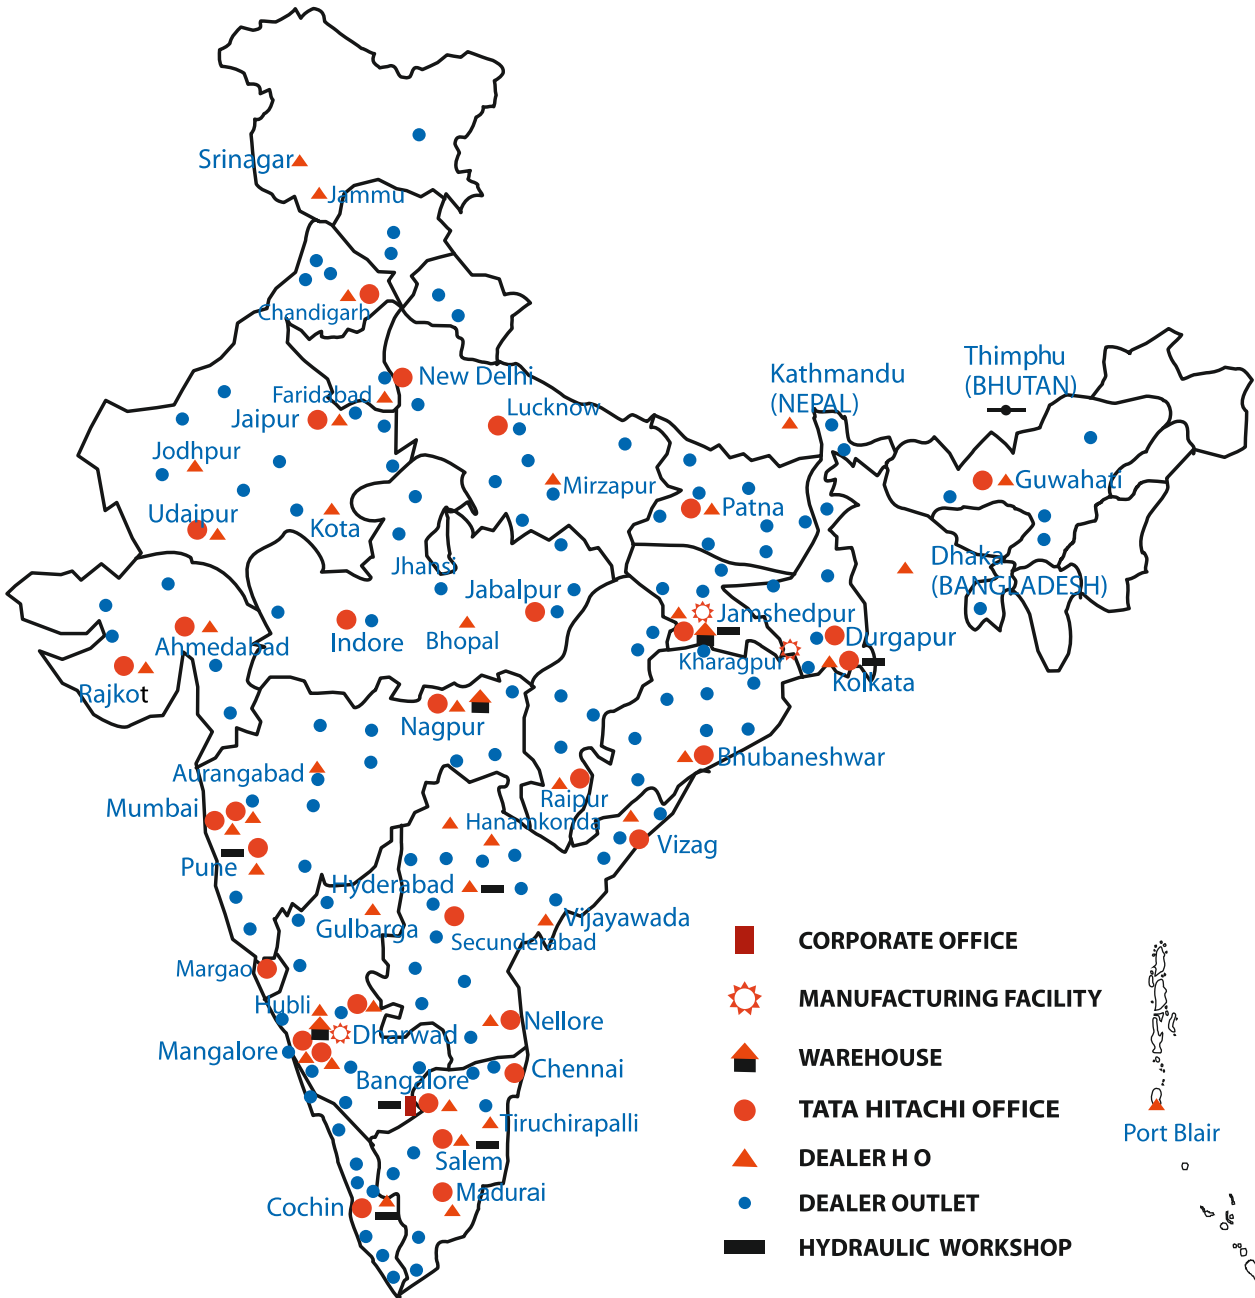 Srinagar
Jammu
Chandigarh
New Delhi
Faridabad
Jaipur
Lucknow
Kathmandu
(NEPAL)
Thimphu
(BHUTAN)
Jodhpur
Mirzapur
Guwahati
Udaipur
Kota
Patna
Jhansi
Dhaka
(BANGLADESH)
Jabalpur
Jamshedpur
Ahmedabad
Indore
Bhopal
Durgapur
Kharagpur
Kolkata
Rajkot
Nagpur
Bhubaneshwar
Aurangabad
Raipur
Mumbai
Hanamkonda
Vizag
Pune
Hyderabad
Gulbarga
Vijayawada
Secunderabad
Margao
Hubli
Nellore
Dharwad
Mangalore
Bangalore
Chennai
Tiruchirapalli
Salem
Madurai
Cochin
CORPORATE OFFICE
MANUFACTURING FACILITY
WAREHOUSE
TATA HITACHI OFFICE
DEALER H O
DEALER OUTLET
HYDRAULIC WORKSHOP
Port Blair